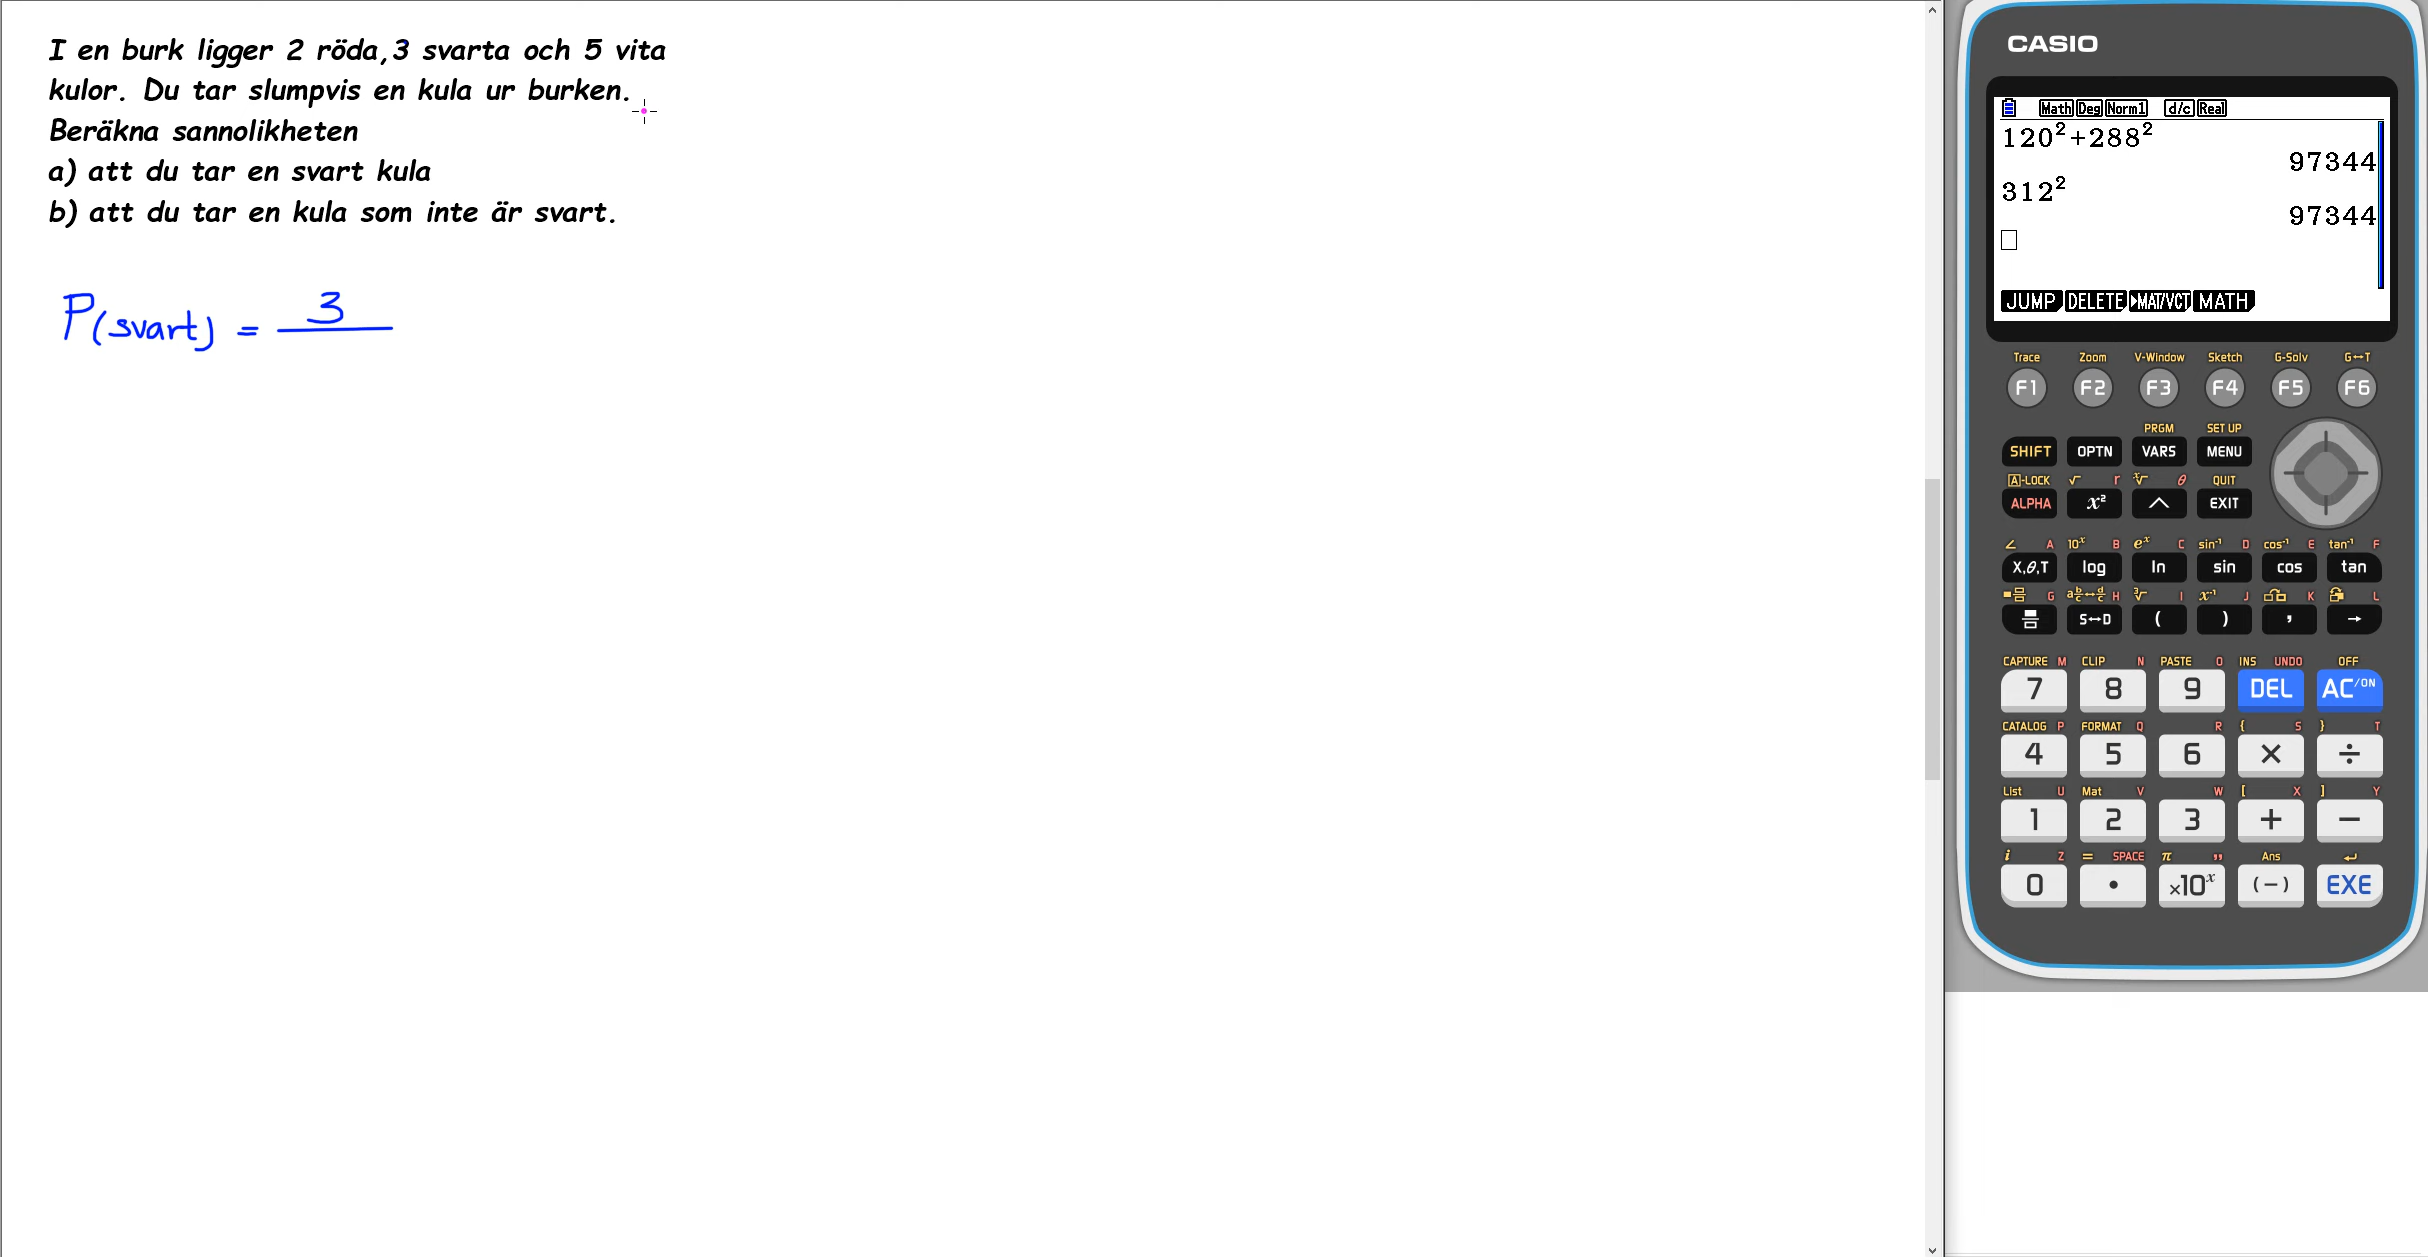 I en burk ligger 2 röda,3 svarta och 5 vita
kulor. Du tar slumpvis en kula ur burken.
Beräkna sannolikheten
a) att du tar en svart kula
b) att du tar en kula som inte är svart.
P(svart) = 3
CASIO
Math Deg Norm1 d/c Real
120²+288²
97344
312²
97344
JUMP DELETE ▶MAT/VCT MATH
Trace Zoom V-Window Sketch G-Solv G↔T
F1 F2 F3 F4 F5 F6
PRGM SET UP
SHIFT OPTN VARS MENU
A-LOCK √ r ˣ√ θ QUIT
ALPHA x² ^ EXIT
∠ A 10ˣ B eˣ C sin⁻¹ D cos⁻¹ E tan⁻¹ F
X,θ,T log ln sin cos tan
G a b/c↔d/c H ³√ I x⁻¹ J K L
S↔D ( ) , →
CAPTURE M CLIP N PASTE O INS UNDO OFF
7 8 9 DEL AC/ON
CATALOG P FORMAT Q R { S } T
4 5 6 × ÷
List U Mat V W [ X ] Y
1 2 3 + −
i Z = SPACE π " Ans ↵
0 • ×10ˣ (−) EXE